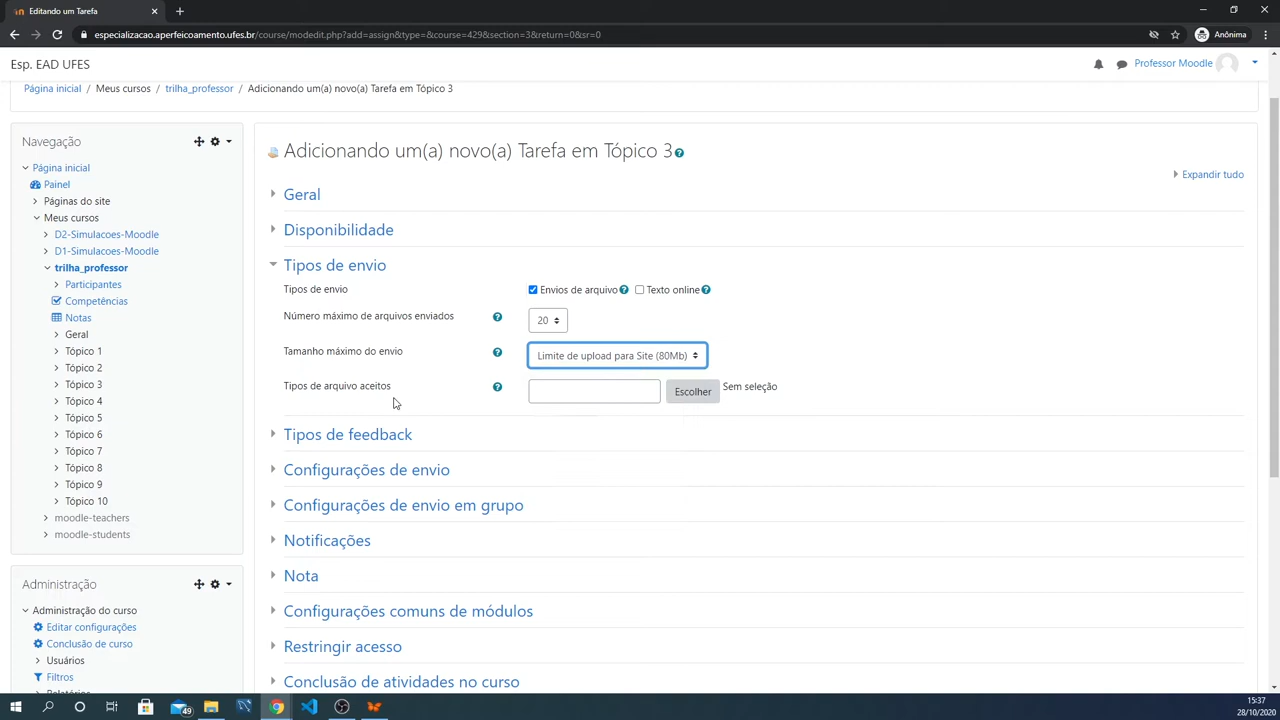 Editando um Tarefa
especializacao.aperfeicoamento.ufes.br/course/modedit.php?add=assign&type=&course=429&section=3&return=0&sr=0
Anônima
Esp. EAD UFES
Professor Moodle
Página inicial / Meus cursos / trilha_professor / Adicionando um(a) novo(a) Tarefa em Tópico 3
Navegação
Página inicial
Painel
Páginas do site
Meus cursos
D2-Simulacoes-Moodle
D1-Simulacoes-Moodle
trilha_professor
Participantes
Competências
Notas
Geral
Tópico 1
Tópico 2
Tópico 3
Tópico 4
Tópico 5
Tópico 6
Tópico 7
Tópico 8
Tópico 9
Tópico 10
moodle-teachers
moodle-students
Administração
Administração do curso
Editar configurações
Conclusão de curso
Usuários
Filtros
Relatórios
Adicionando um(a) novo(a) Tarefa em Tópico 3
Expandir tudo
Geral
Disponibilidade
Tipos de envio
Tipos de envio Envios de arquivo Texto online
Número máximo de arquivos enviados 20
Tamanho máximo do envio Limite de upload para Site (80Mb)
Tipos de arquivo aceitos Escolher Sem seleção
Tipos de feedback
Configurações de envio
Configurações de envio em grupo
Notificações
Nota
Configurações comuns de módulos
Restringir acesso
Conclusão de atividades no curso
49
15:37
28/10/2020